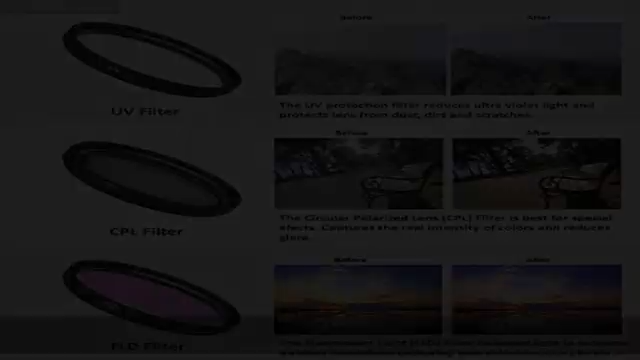 Before After
UV Filter
The UV protection filter reduces ultra violet light and
protects lens from dust, dirt and scratches.
Before After
CPL Filter
The Circular Polarized Lens (CPL) Filter is best for special
effects. Captures the real intensity of colors and reduces
glare.
Before After
FLD Filter